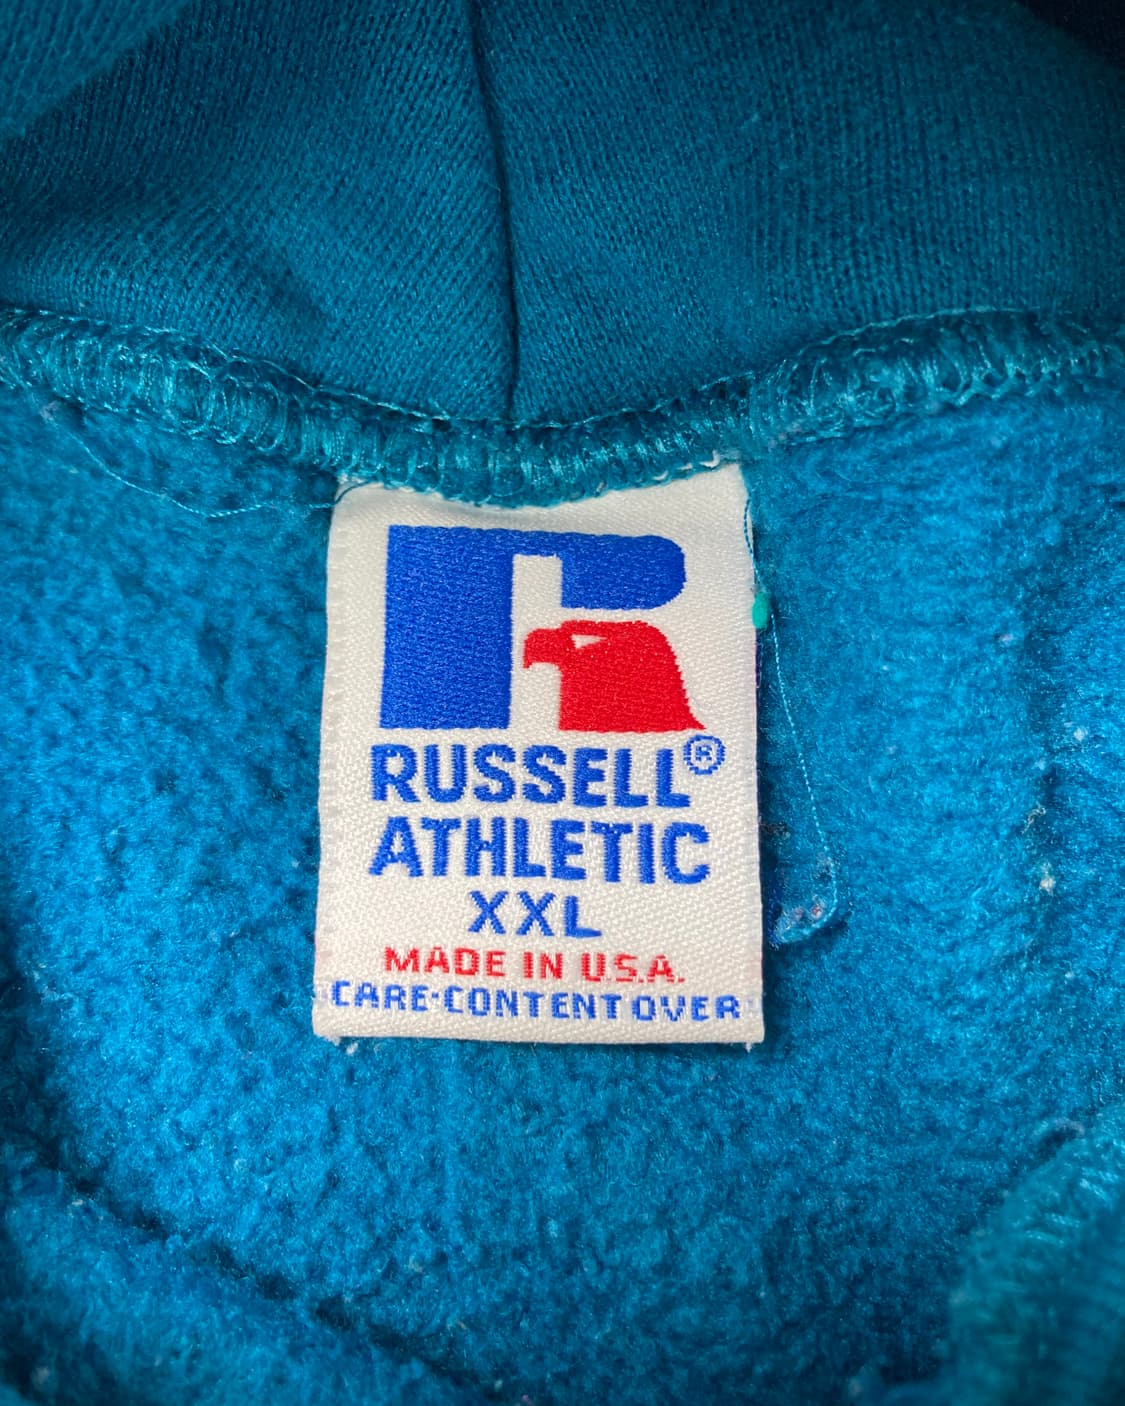 RUSSELL®
ATHLETIC
XXL
MADE IN U.S.A.
CARE·CONTENT OVER